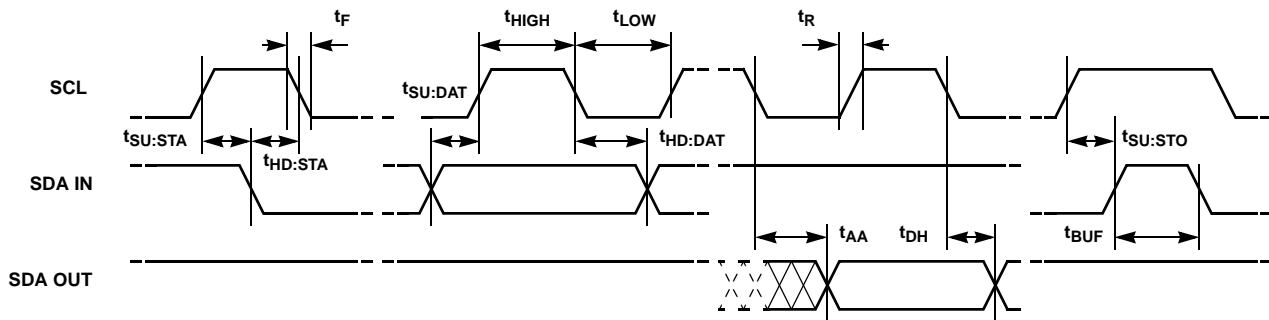 tF
tHIGH
tLOW
tR
SCL
tSU:DAT
tSU:STA
tHD:STA
tHD:DAT
tSU:STO
SDA IN
tAA
tDH
tBUF
SDA OUT